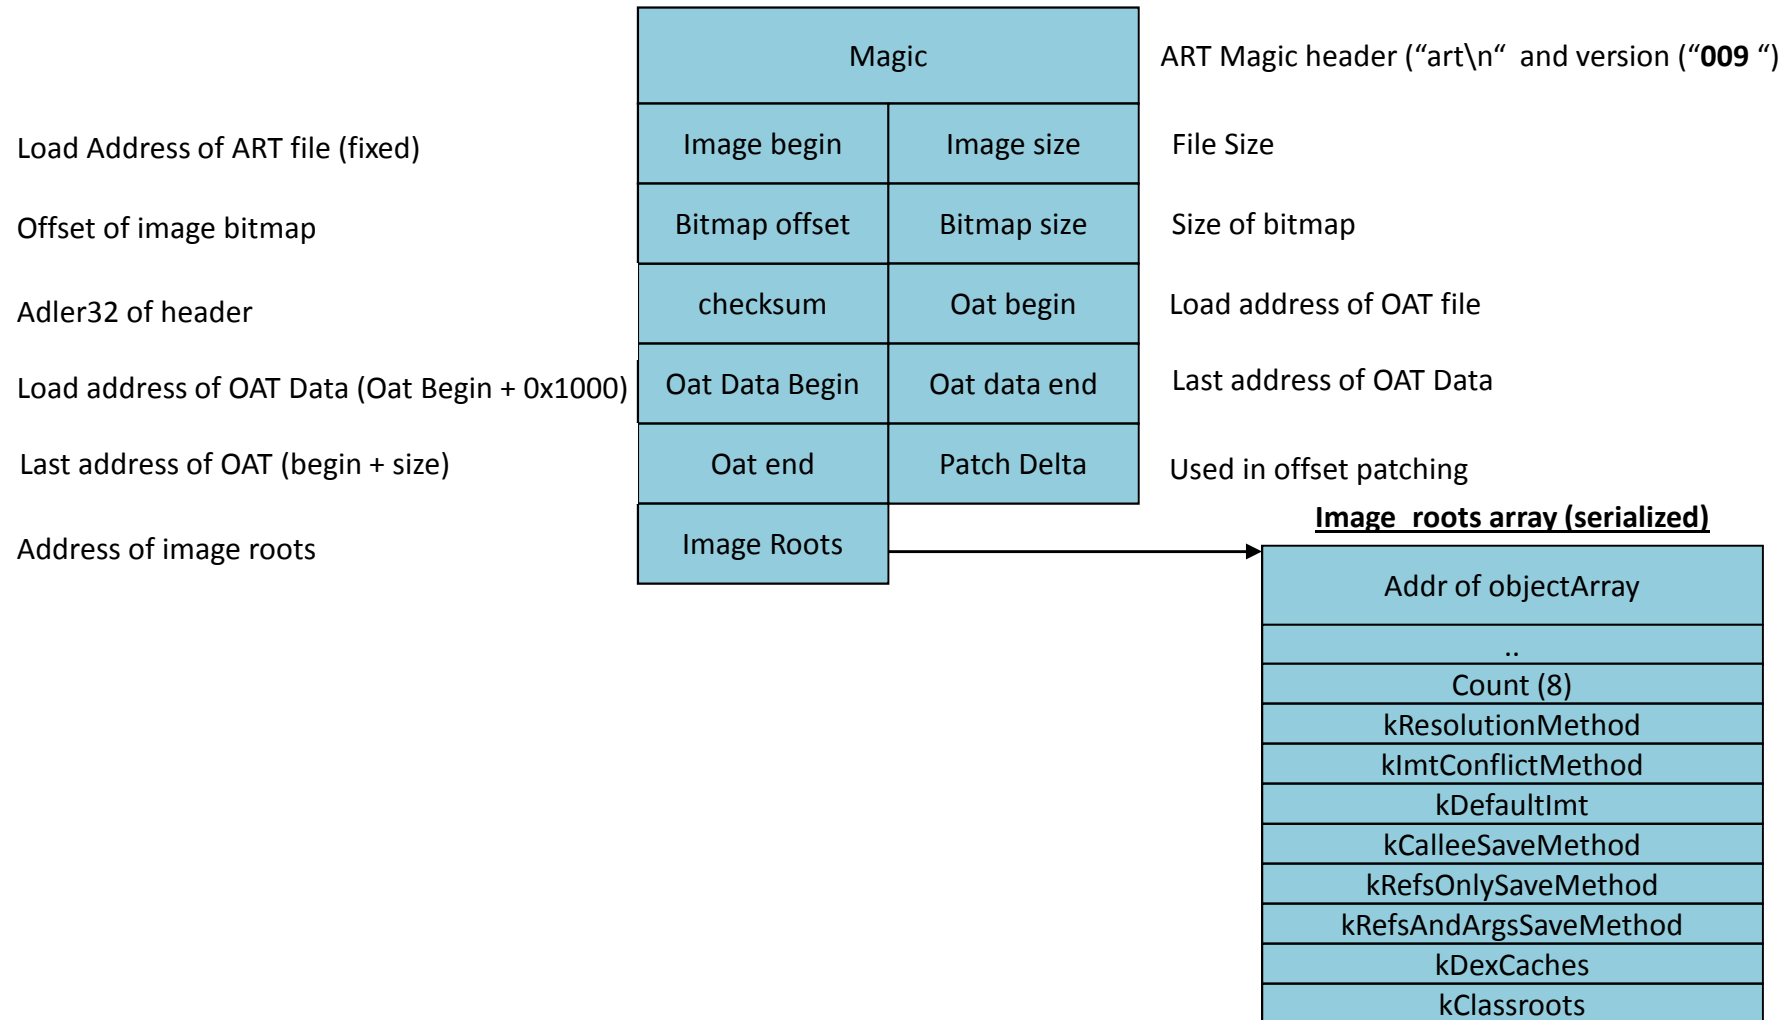 Magic
ART Magic header (“art\n“ and version (“009 “)
Load Address of ART file (fixed)
Image begin
Image size
File Size
Offset of image bitmap
Bitmap offset
Bitmap size
Size of bitmap
Adler32 of header
checksum
Oat begin
Load address of OAT file
Load address of OAT Data (Oat Begin + 0x1000)
Oat Data Begin
Oat data end
Last address of OAT Data
Last address of OAT (begin + size)
Oat end
Patch Delta
Used in offset patching
Address of image roots
Image Roots
Image_roots array (serialized)
Addr of objectArray
..
Count (8)
kResolutionMethod
kImtConflictMethod
kDefaultImt
kCalleeSaveMethod
kRefsOnlySaveMethod
kRefsAndArgsSaveMethod
kDexCaches
kClassroots